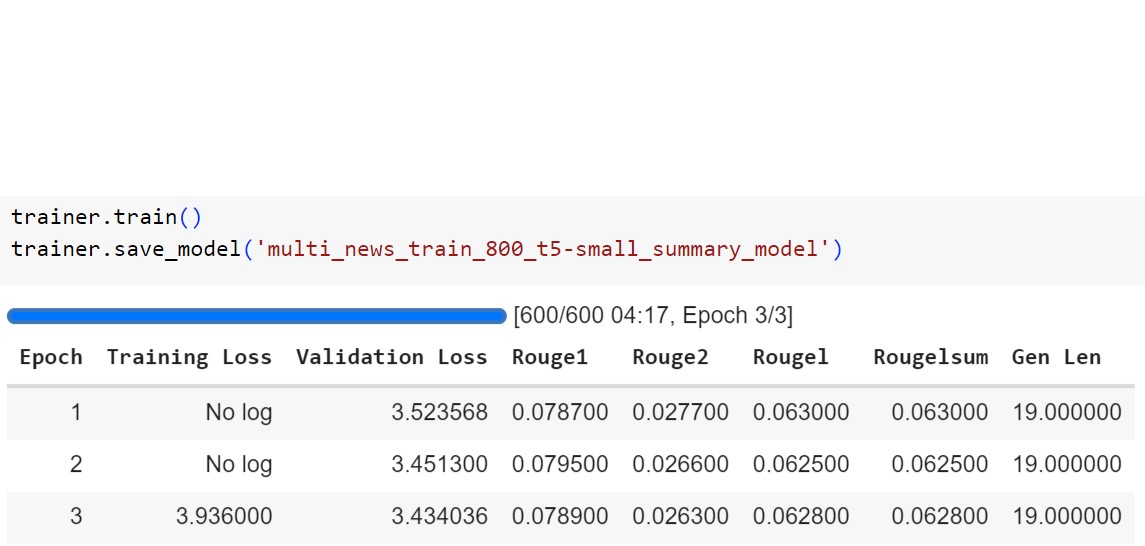 trainer.train()
trainer.save_model('multi_news_train_800_t5-small_summary_model')
[600/600 04:17, Epoch 3/3]
Epoch Training Loss Validation Loss Rouge1 Rouge2 Rougel Rougelsum Gen Len
1 No log 3.523568 0.078700 0.027700 0.063000 0.063000 19.000000
2 No log 3.451300 0.079500 0.026600 0.062500 0.062500 19.000000
3 3.936000 3.434036 0.078900 0.026300 0.062800 0.062800 19.000000